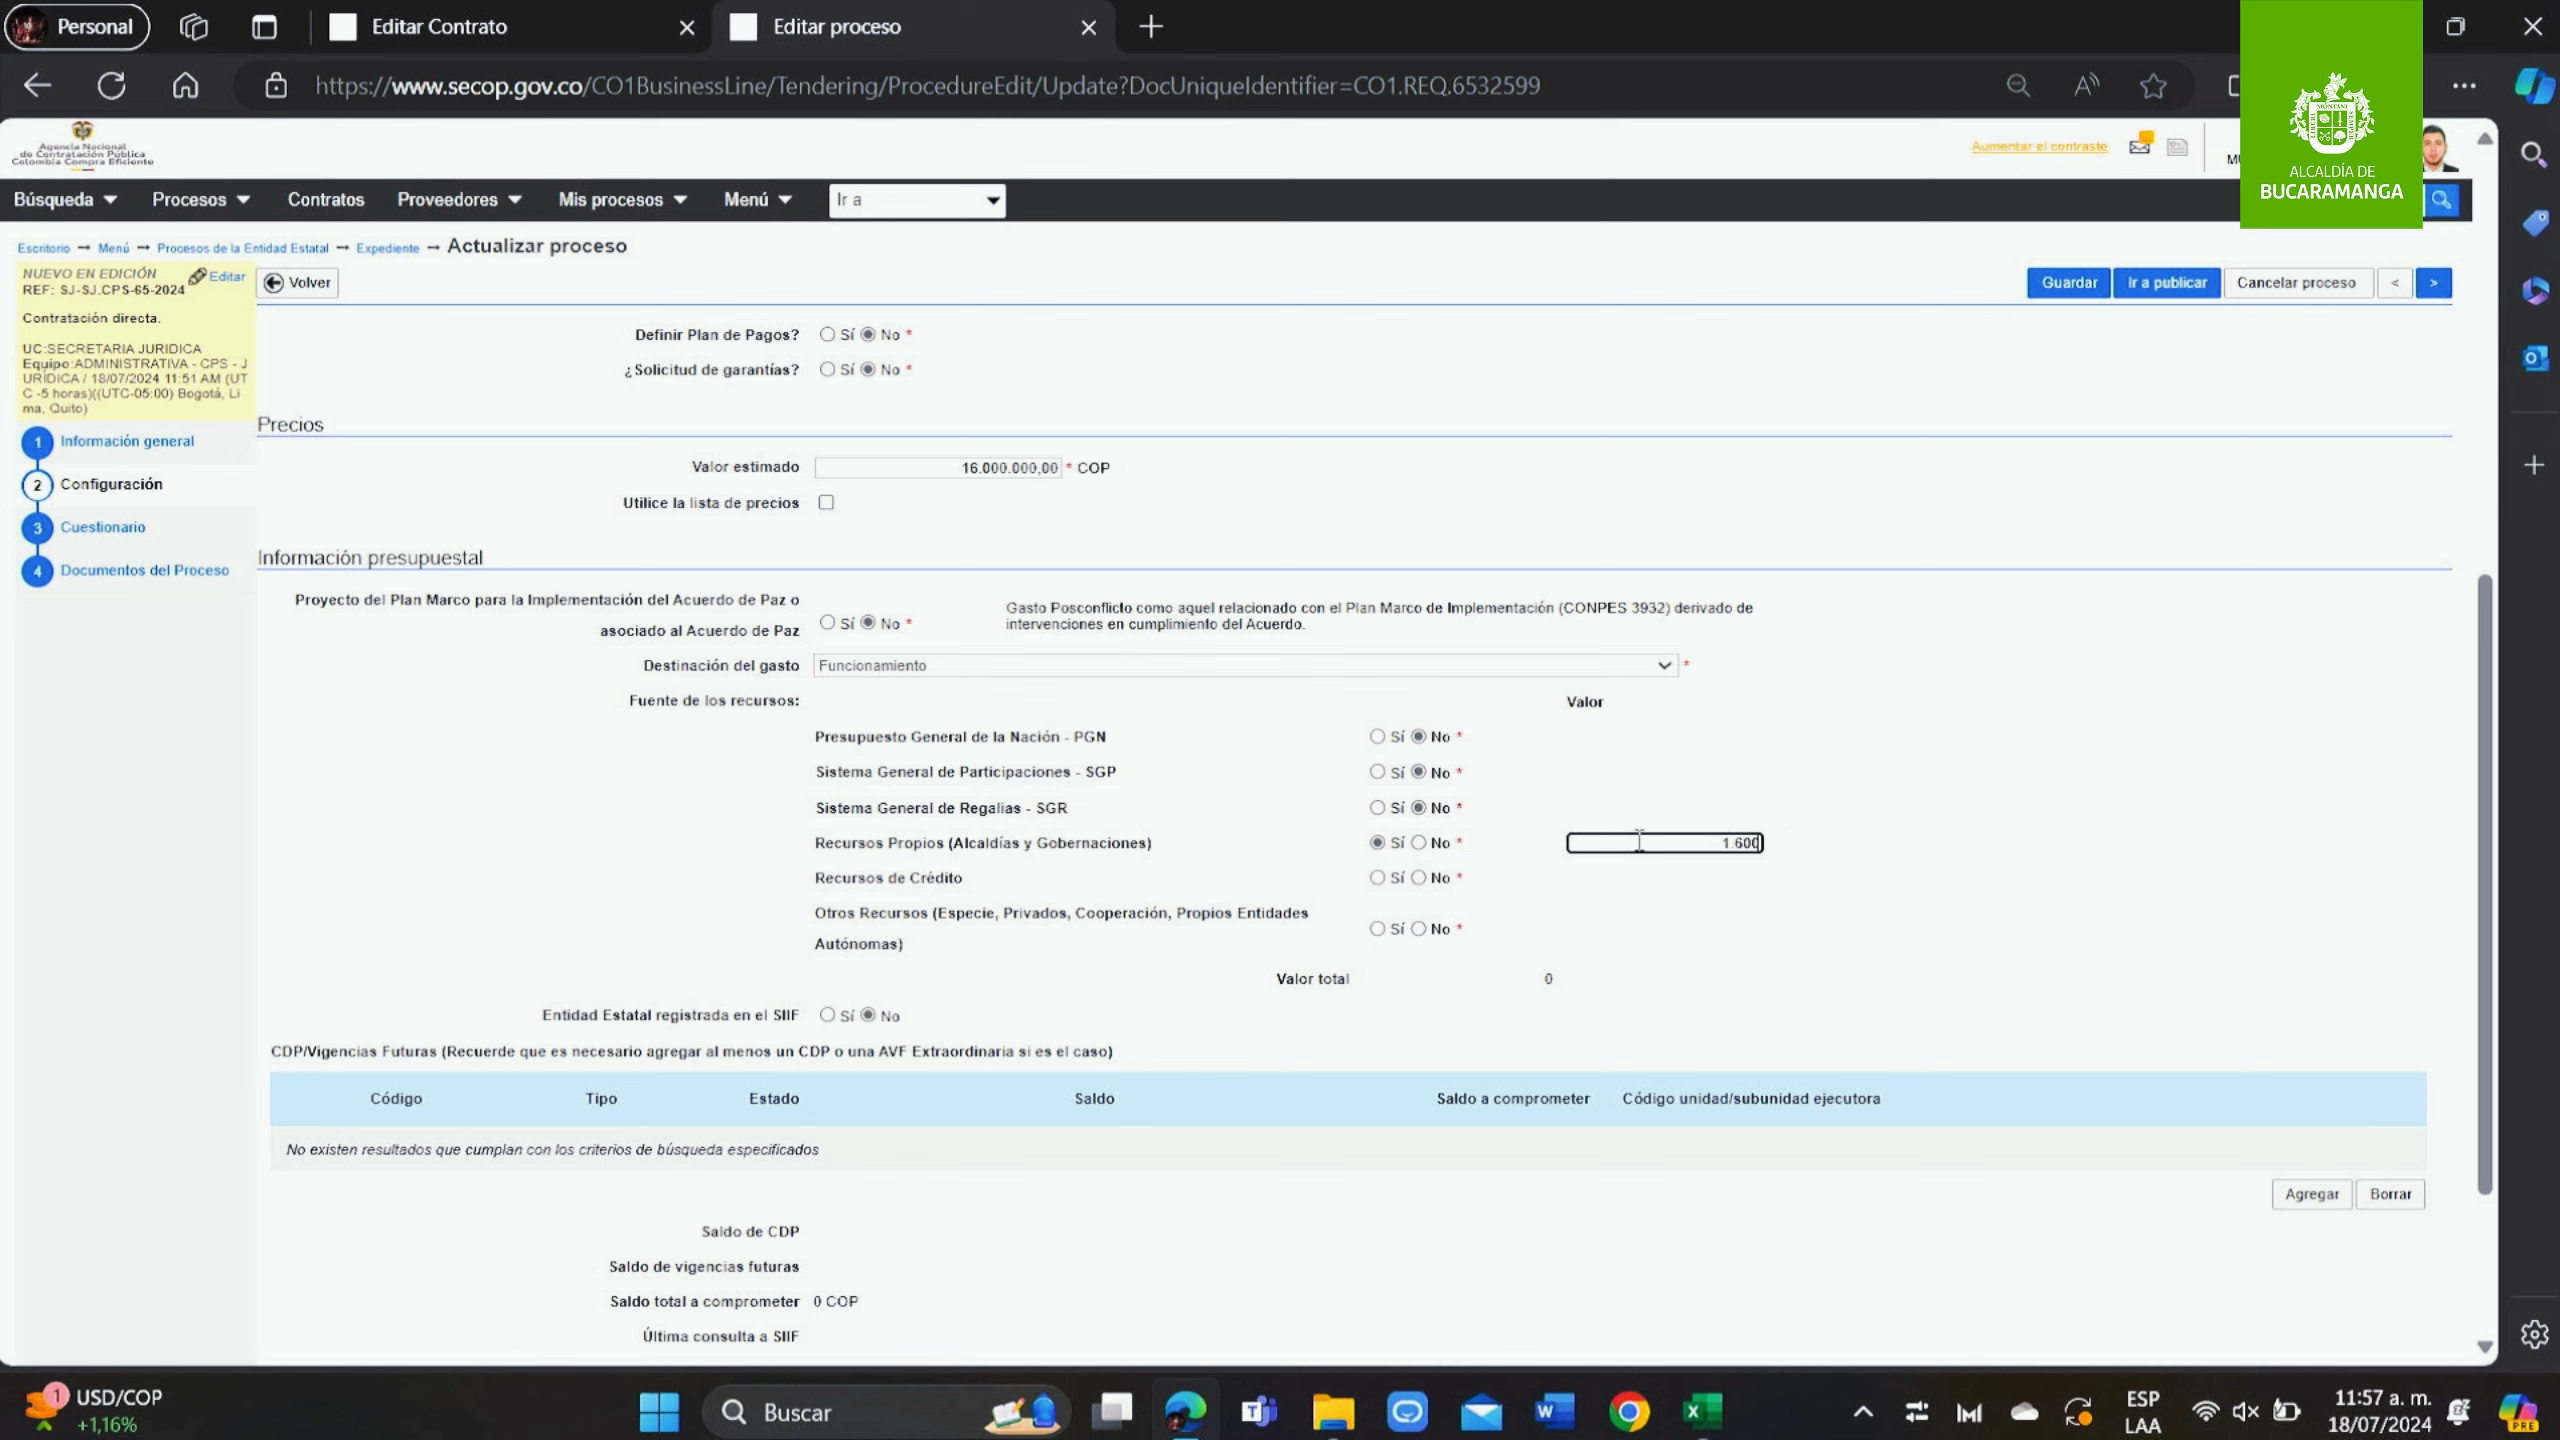 Personal
Editar Contrato
Editar proceso
https://www.secop.gov.co/CO1BusinessLine/Tendering/ProcedureEdit/Update?DocUniqueIdentifier=CO1.REQ.6532599
ALCALDÍA DE
BUCARAMANGA
Agencia Nacional
de Contratación Pública
Colombia Compra Eficiente
Aumentar el contraste
Búsqueda
Procesos
Contratos
Proveedores
Mis procesos
Menú
Ir a
Escritorio → Menú → Procesos de la Entidad Estatal → Expediente → Actualizar proceso
NUEVO EN EDICIÓN
Editar
REF: SJ-SJ.CPS-65-2024
Contratación directa.
UC:SECRETARIA JURIDICA
Equipo:ADMINISTRATIVA - CPS - J
URÍDICA / 18/07/2024 11:51 AM (UT
C -5 horas)((UTC-05:00) Bogotá, Li
ma, Quito)
1 Información general
2 Configuración
3 Cuestionario
4 Documentos del Proceso
Volver
Guardar
Ir a publicar
Cancelar proceso
<
>
Definir Plan de Pagos? Sí No *
¿Solicitud de garantías? Sí No *
Precios
Valor estimado 16.000.000,00 * COP
Utilice la lista de precios
Información presupuestal
Proyecto del Plan Marco para la Implementación del Acuerdo de Paz o
asociado al Acuerdo de Paz
Sí No *
Gasto Posconflicto como aquel relacionado con el Plan Marco de Implementación (CONPES 3932) derivado de
intervenciones en cumplimiento del Acuerdo.
Destinación del gasto Funcionamiento *
Fuente de los recursos: Valor
Presupuesto General de la Nación - PGN Sí No *
Sistema General de Participaciones - SGP Sí No *
Sistema General de Regalías - SGR Sí No *
Recursos Propios (Alcaldías y Gobernaciones) Sí No * 1.600
Recursos de Crédito Sí No *
Otros Recursos (Especie, Privados, Cooperación, Propios Entidades
Autónomas)
Sí No *
Valor total 0
Entidad Estatal registrada en el SIIF Sí No
CDP/Vigencias Futuras (Recuerde que es necesario agregar al menos un CDP o una AVF Extraordinaria si es el caso)
Código Tipo Estado Saldo Saldo a comprometer Código unidad/subunidad ejecutora
No existen resultados que cumplan con los criterios de búsqueda especificados
Agregar
Borrar
Saldo de CDP
Saldo de vigencias futuras
Saldo total a comprometer 0 COP
Última consulta a SIIF
1
USD/COP
+1,16%
Buscar
ESP
LAA
11:57 a. m.
18/07/2024
PRE